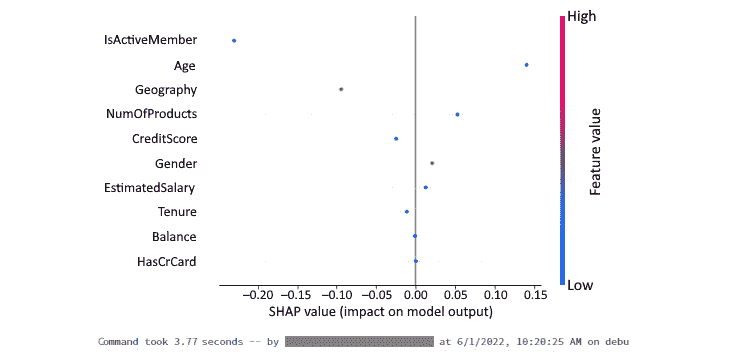 High
IsActiveMember
Age
Geography
NumOfProducts
CreditScore
Gender
EstimatedSalary
Tenure
Balance
HasCrCard
Feature value
Low
−0.20 −0.15 −0.10 −0.05 0.00 0.05 0.10 0.15
SHAP value (impact on model output)
Command took 3.77 seconds -- by at 6/1/2022, 10:20:25 AM on debu